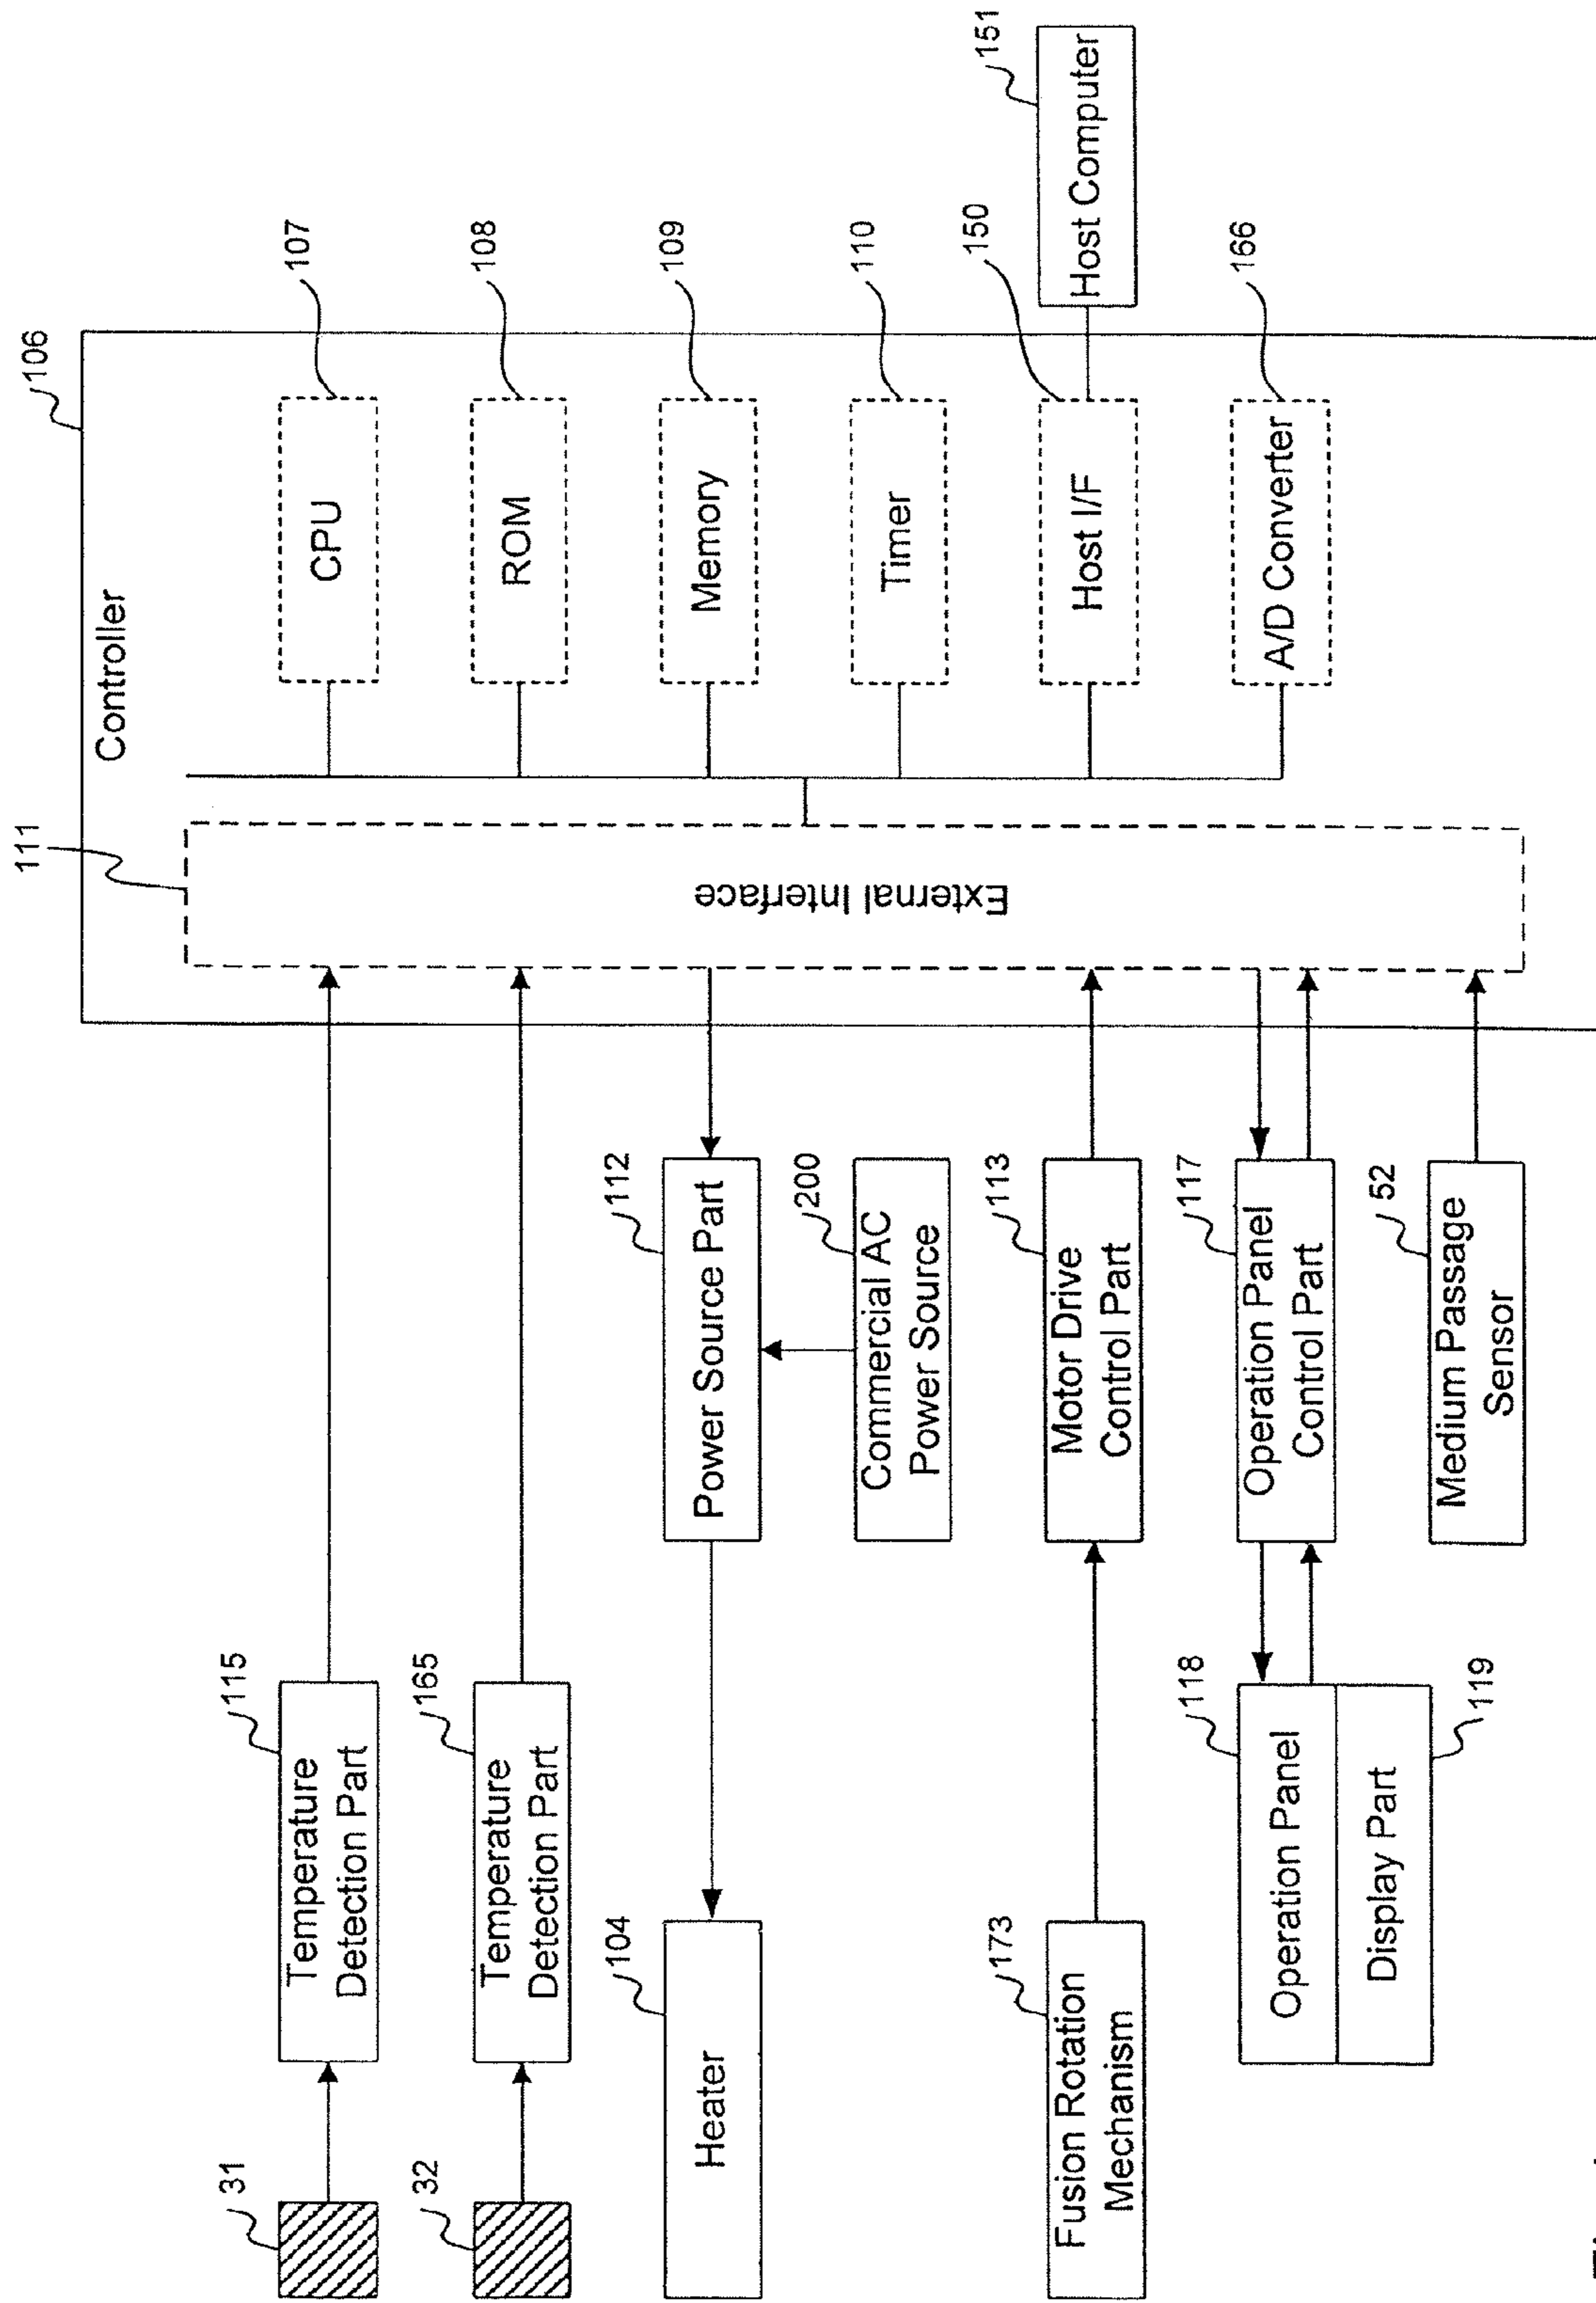 106
Controller
111
External Interface
CPU
107
ROM
108
Memory
109
Timer
110
Host I/F
150
Host Computer
151
A/D Converter
166
31
Temperature
Detection Part
115
32
Temperature
Detection Part
165
Heater
104
Power Source Part
112
Commercial AC
Power Source
200
Fusion Rotation
Mechanism
173
Motor Drive
Control Part
113
Operation Panel
118
Display Part
119
Operation Panel
Control Part
117
Medium Passage
Sensor
52